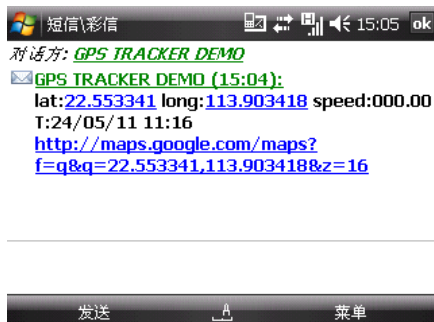 短信\彩信 15:05 ok
对话方: GPS TRACKER DEMO
GPS TRACKER DEMO (15:04):
lat:22.553341 long:113.903418 speed:000.00
T:24/05/11 11:16
http://maps.google.com/maps?
f=q&q=22.553341,113.903418&z=16
发送 A 菜单